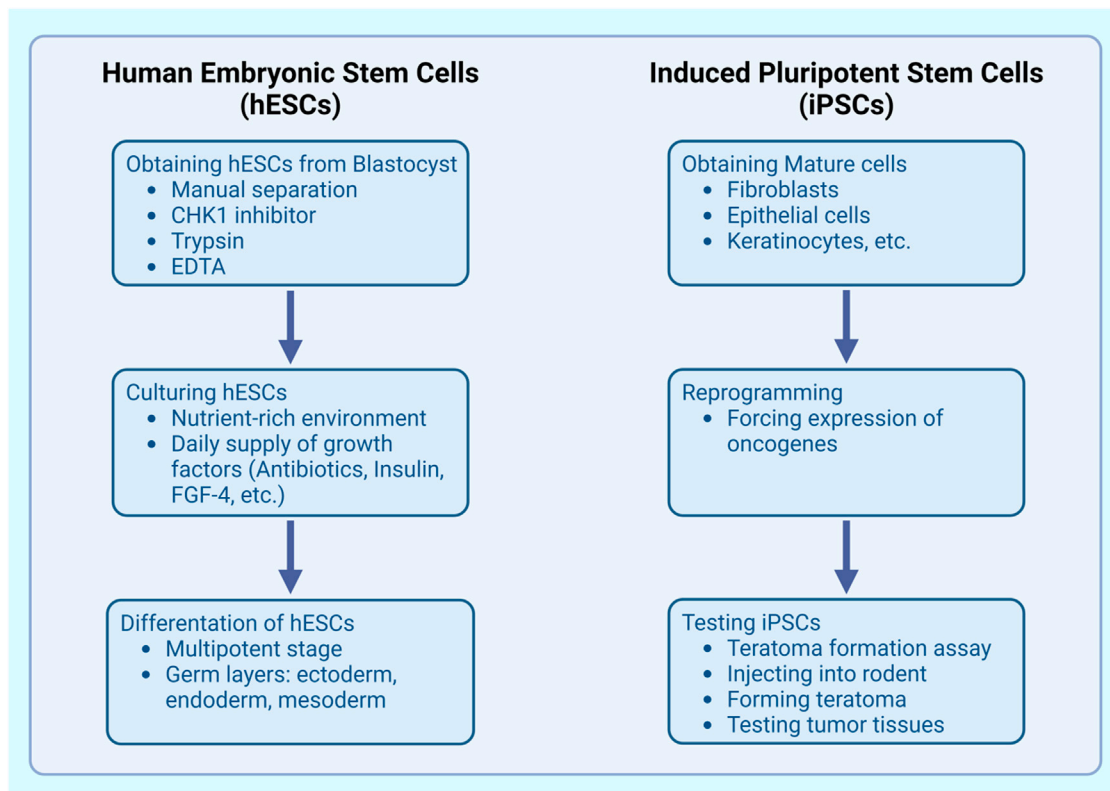 Human Embryonic Stem Cells
(hESCs)
Obtaining hESCs from Blastocyst
• Manual separation
• CHK1 inhibitor
• Trypsin
• EDTA
Culturing hESCs
• Nutrient-rich environment
• Daily supply of growth
factors (Antibiotics, Insulin,
FGF-4, etc.)
Differentation of hESCs
• Multipotent stage
• Germ layers: ectoderm,
endoderm, mesoderm
Induced Pluripotent Stem Cells
(iPSCs)
Obtaining Mature cells
• Fibroblasts
• Epithelial cells
• Keratinocytes, etc.
Reprogramming
• Forcing expression of
oncogenes
Testing iPSCs
• Teratoma formation assay
• Injecting into rodent
• Forming teratoma
• Testing tumor tissues